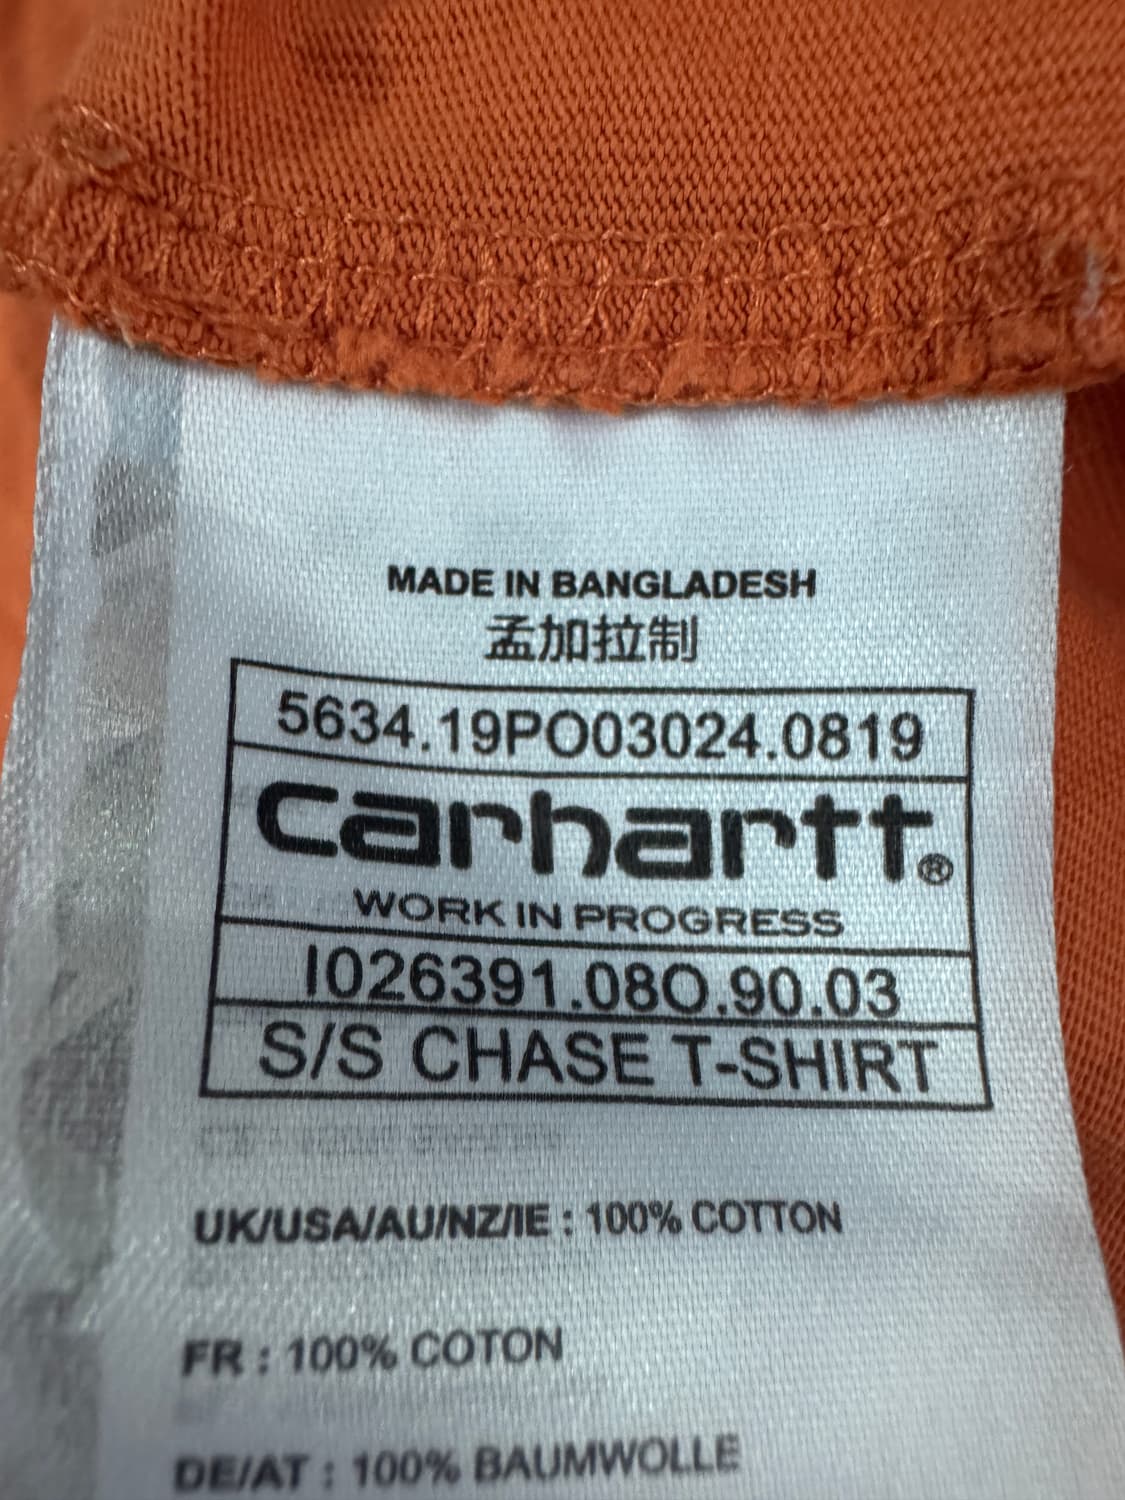 MADE IN BANGLADESH
孟加拉制
5634.19PO03024.0819
carhartt®
WORK IN PROGRESS
I026391.08O.90.03
S/S CHASE T-SHIRT
UK/USA/AU/NZ/IE : 100% COTTON
FR : 100% COTON
DE/AT : 100% BAUMWOLLE